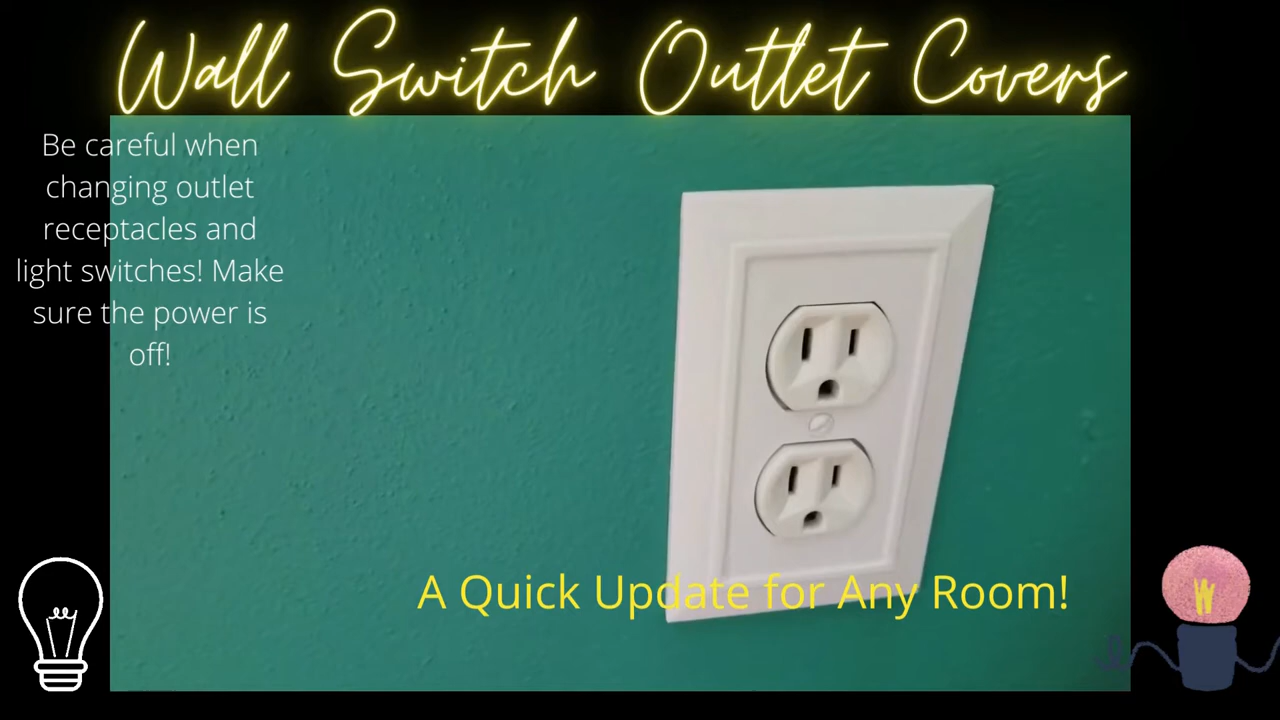 Wall Switch Outlet Covers
Be careful when
changing outlet
receptacles and
light switches! Make
sure the power is
off!
A Quick Update for Any Room!
W